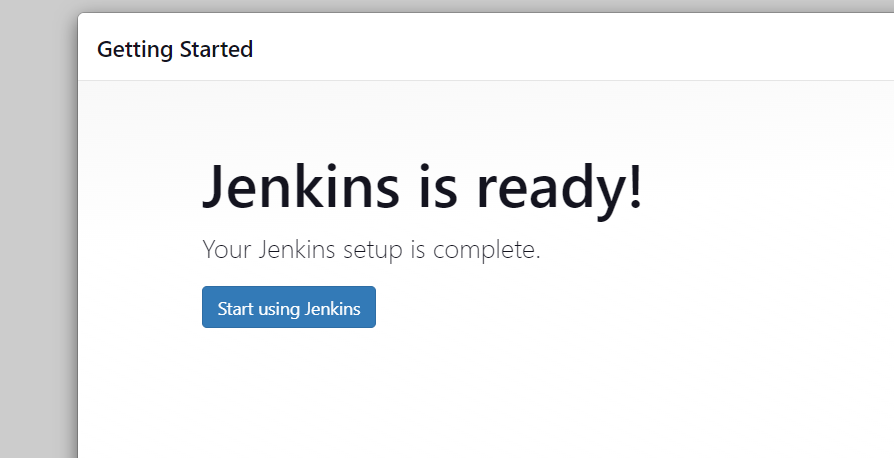 Getting Started
Jenkins is ready!
Your Jenkins setup is complete.
Start using Jenkins